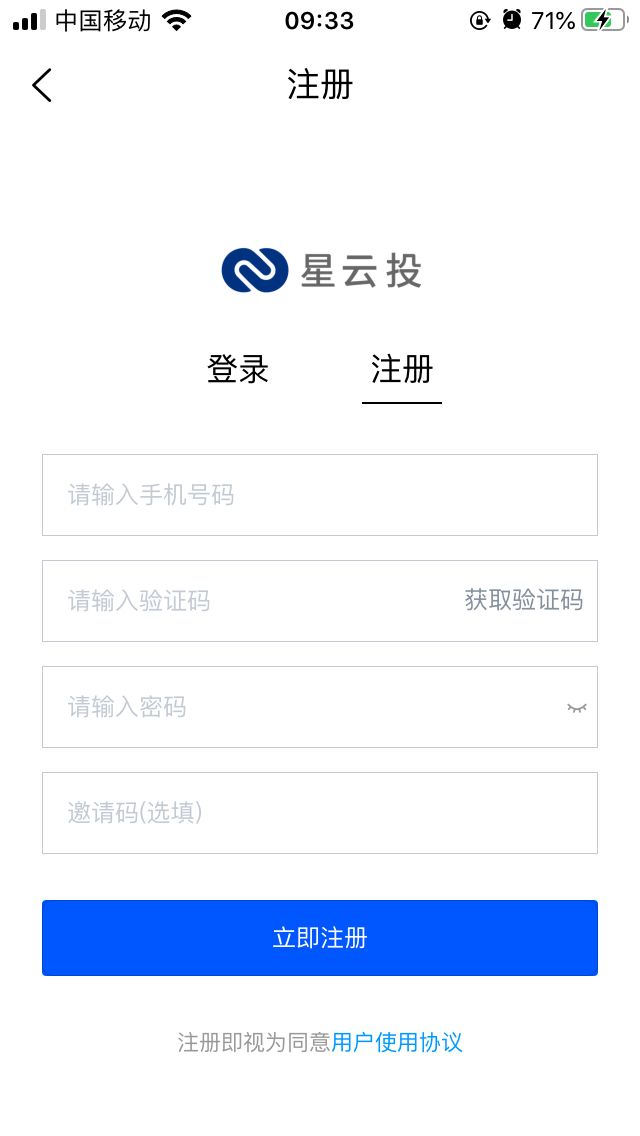 中国移动 09:33 71%
注册
星云投
登录 注册
请输入手机号码
请输入验证码 获取验证码
请输入密码
邀请码(选填)
立即注册
注册即视为同意用户使用协议